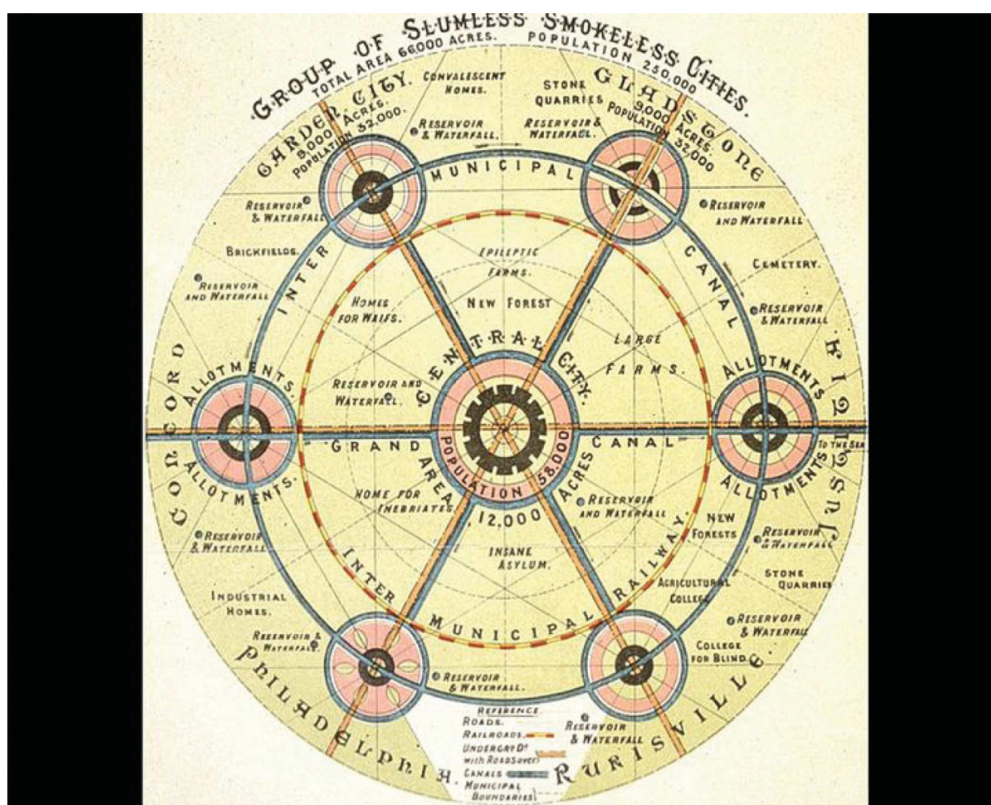 GROUP OF SLUMLESS SMOKELESS CITIES.
TOTAL AREA 66,000 ACRES. POPULATION 250,000
GARDEN CITY.
9,000 ACRES.
POPULATION 32,000.
CONVALESCENT
HOMES.
STONE
QUARRIES
GLADSTONE
9,000 ACRES
POPULATION
32,000
RESERVOIR
& WATERFALL.
RESERVOIR &
WATERFALL.
INTER MUNICIPAL CANAL
RESERVOIR
& WATERFALL
RESERVOIR
AND WATERFALL
BRICKFIELDS.
EPILEPTIC
FARMS.
CEMETERY.
RESERVOIR
AND WATERFALL
HOMES
FOR WAIFS.
NEW FOREST
RESERVOIR
& WATERFALL
LARGE
FARMS.
CENTRAL CITY.
CONCORD
ALLOTMENTS.
RESERVOIR AND
WATERFALL.
ALLOTMENTS
JUSTITIA
GRAND CANAL
TO THE SEA
ALLOTMENTS.
AREA 12,000 ACRES
POPULATION 58,000
ALLOTMENTS
HOME FOR
INEBRIATES.
RESERVOIR
AND WATERFALL
NEW
FORESTS
RESERVOIR
& WATERFALL
RESERVOIR
& WATERFALL
INSANE
ASYLUM.
STONE
QUARRIES
INTER MUNICIPAL RAILWAY.
AGRICULTURAL
COLLEGE
INDUSTRIAL
HOMES.
RESERVOIR &
WATERFALL.
RESERVOIR
& WATERFALL
COLLEGE
FOR BLIND.
RESERVOIR
& WATERFALL.
PHILADELPHIA.
RURISVILLE
REFERENCE.
ROADS.
RAILROADS.
UNDERGRD Do
WITH ROADS OVER
CANALS
MUNICIPAL
BOUNDARIES
RESERVOIR
& WATERFALL